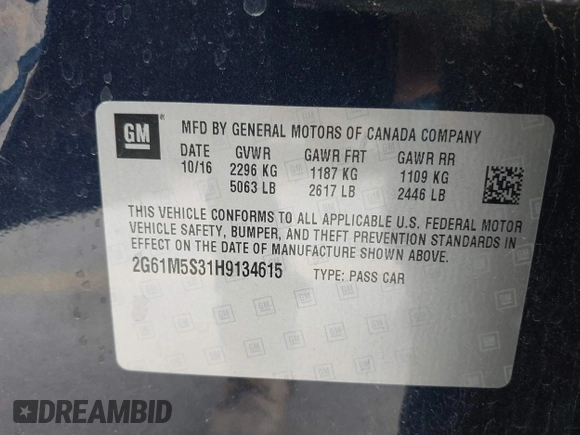 GM
MFD BY GENERAL MOTORS OF CANADA COMPANY
DATE GVWR GAWR FRT GAWR RR
10/16 2296 KG 1187 KG 1109 KG
5063 LB 2617 LB 2446 LB
THIS VEHICLE CONFORMS TO ALL APPLICABLE U.S. FEDERAL MOTOR
VEHICLE SAFETY, BUMPER, AND THEFT PREVENTION STANDARDS IN
EFFECT ON THE DATE OF MANUFACTURE SHOWN ABOVE.
2G61M5S31H9134615 TYPE: PASS CAR
DREAMBID